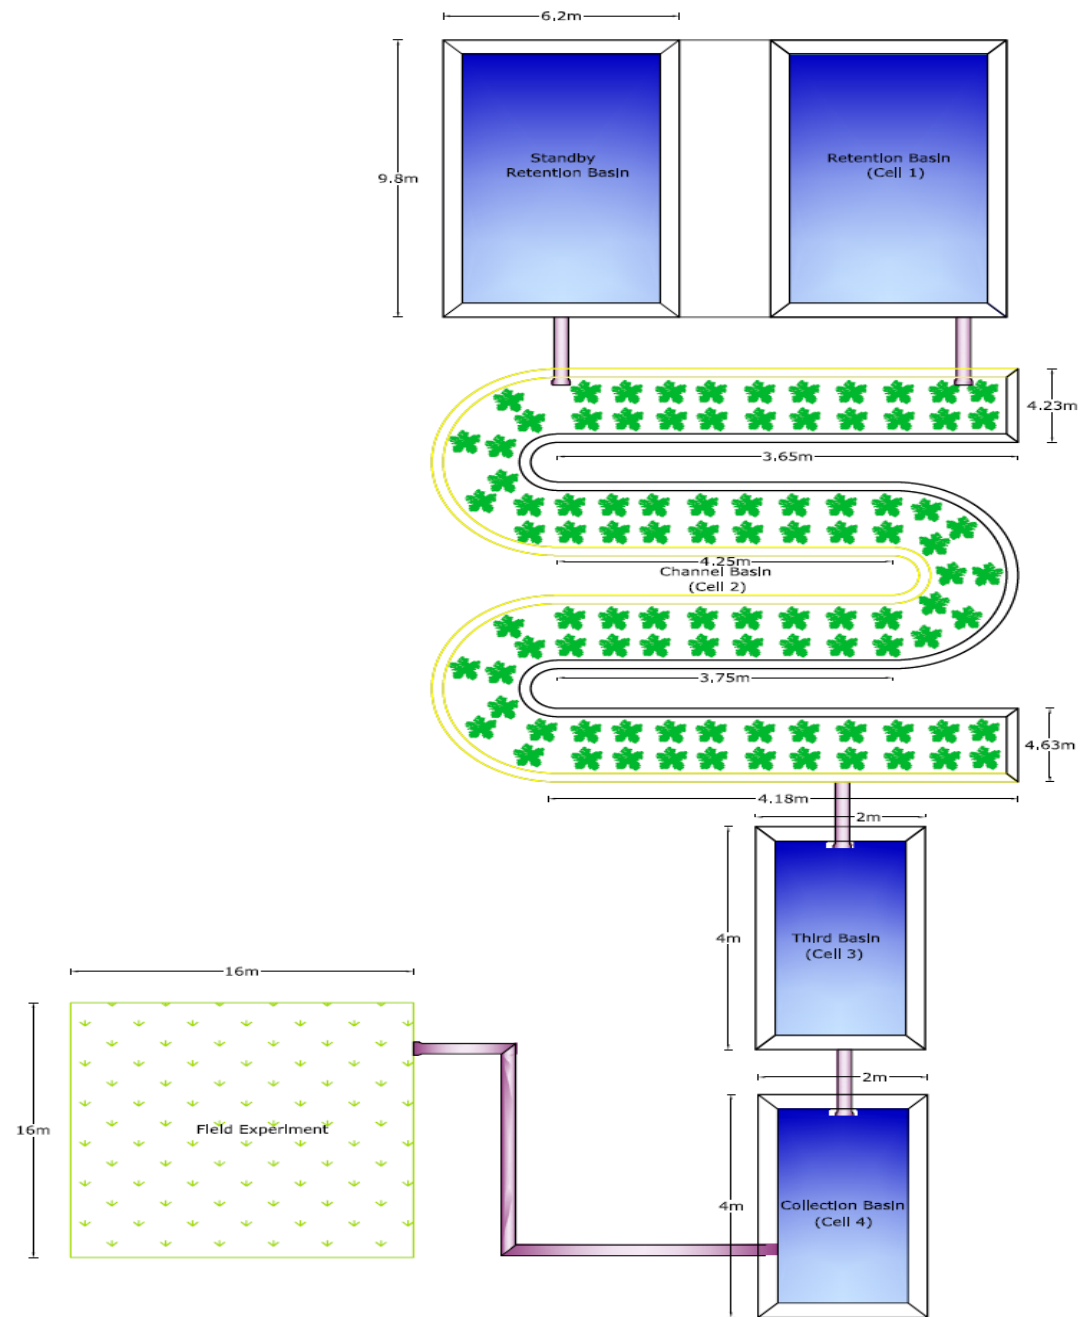 6.2m
9.8m
Standby
Retention Basin
Retention Basin
(Cell 1)
4.23m
3.65m
4.25m
Channel Basin
(Cell 2)
3.75m
4.63m
4.18m
2m
4m
Third Basin
(Cell 3)
16m
2m
16m
Field Experiment
4m
Collection Basin
(Cell 4)